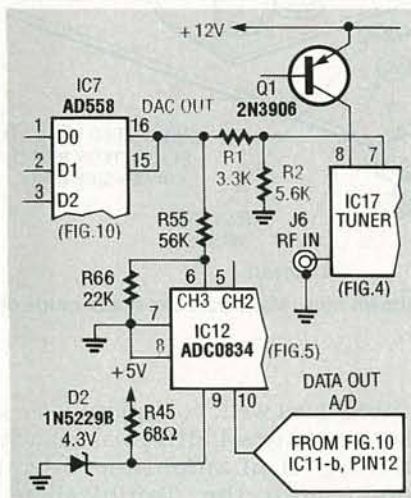 +12V
Q1
2N3906
IC7
AD558
DAC OUT
1 D0 16
2 D1 15
3 D2
(FIG.10)
R1
3.3K
R2
5.6K
8 7
IC17
TUNER
J6
RF IN
(FIG.4)
R55
56K
R66
22K
6 5
CH3 CH2
7
8
IC12
ADC0834
(FIG.5)
+5V
9 10
D2
1N5229B
4.3V
R45
68Ω
DATA OUT
A/D
FROM FIG.10
IC11-b, PIN12